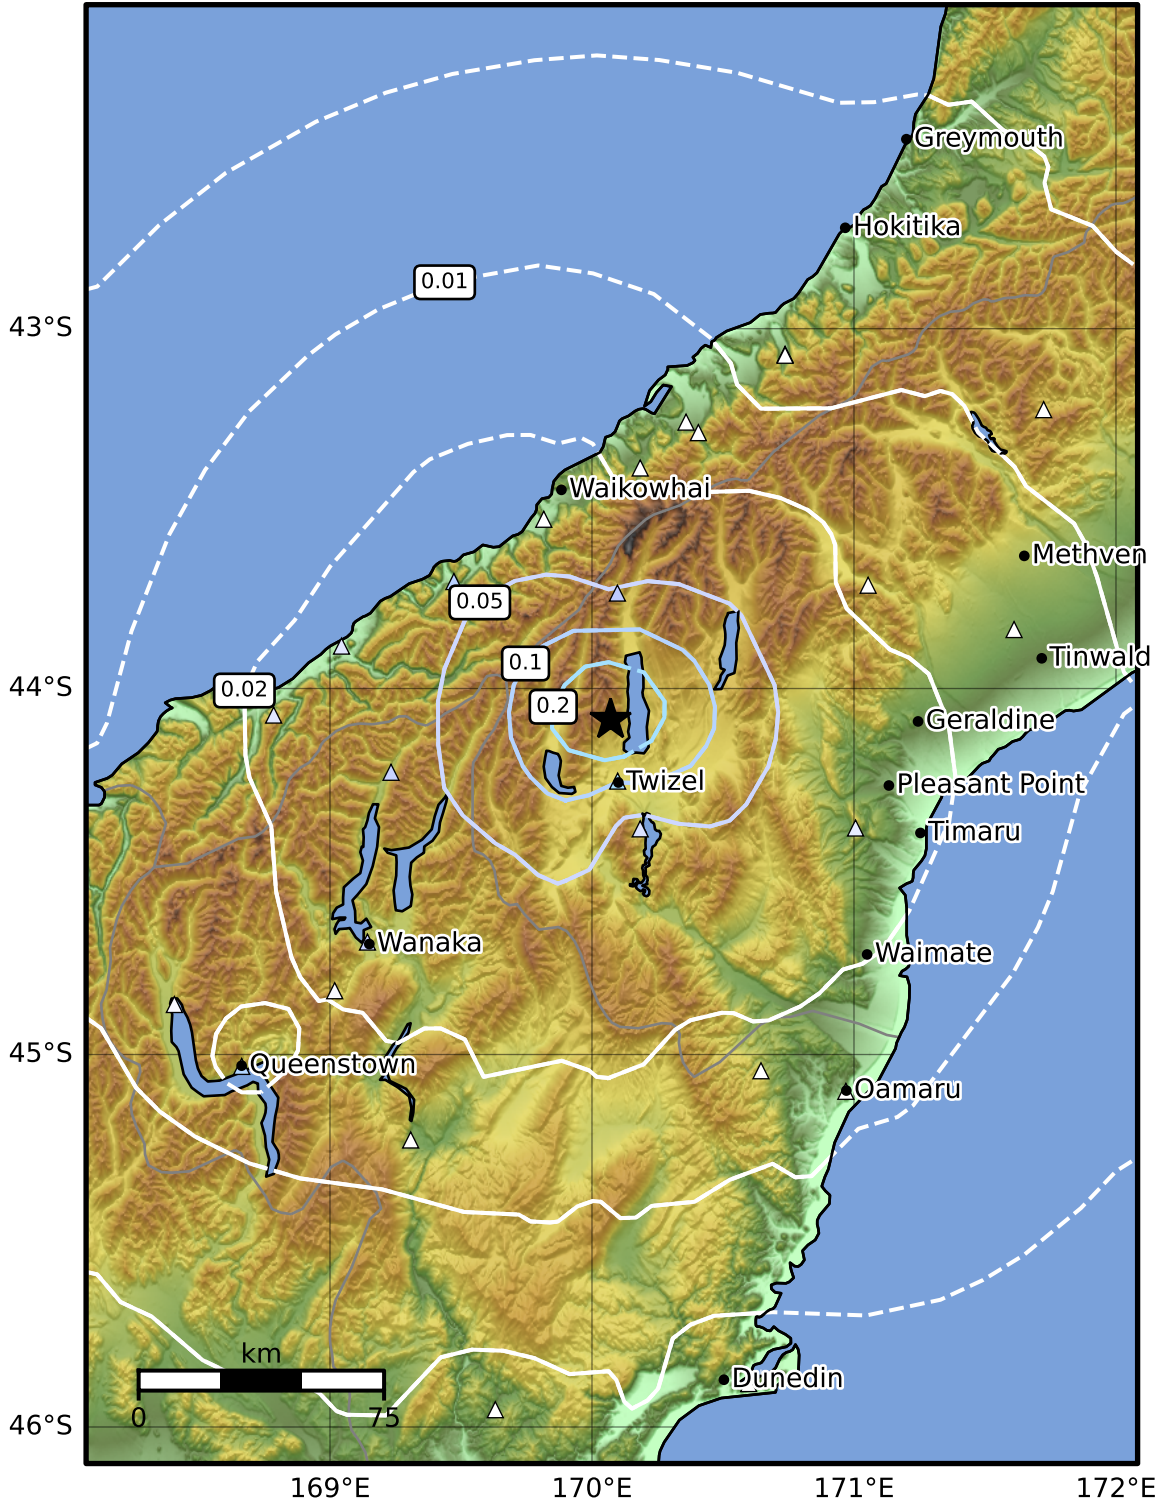 Greymouth
Hokitika
0.01
43°S
Waikowhai
Methven
0.05
Tinwald
0.1
44°S
0.02
0.2
Geraldine
Twizel
Pleasant Point
Timaru
Wanaka
Waimate
45°S
Queenstown
Oamaru
km
0
75
Dunedin
46°S
169°E
170°E
171°E
172°E